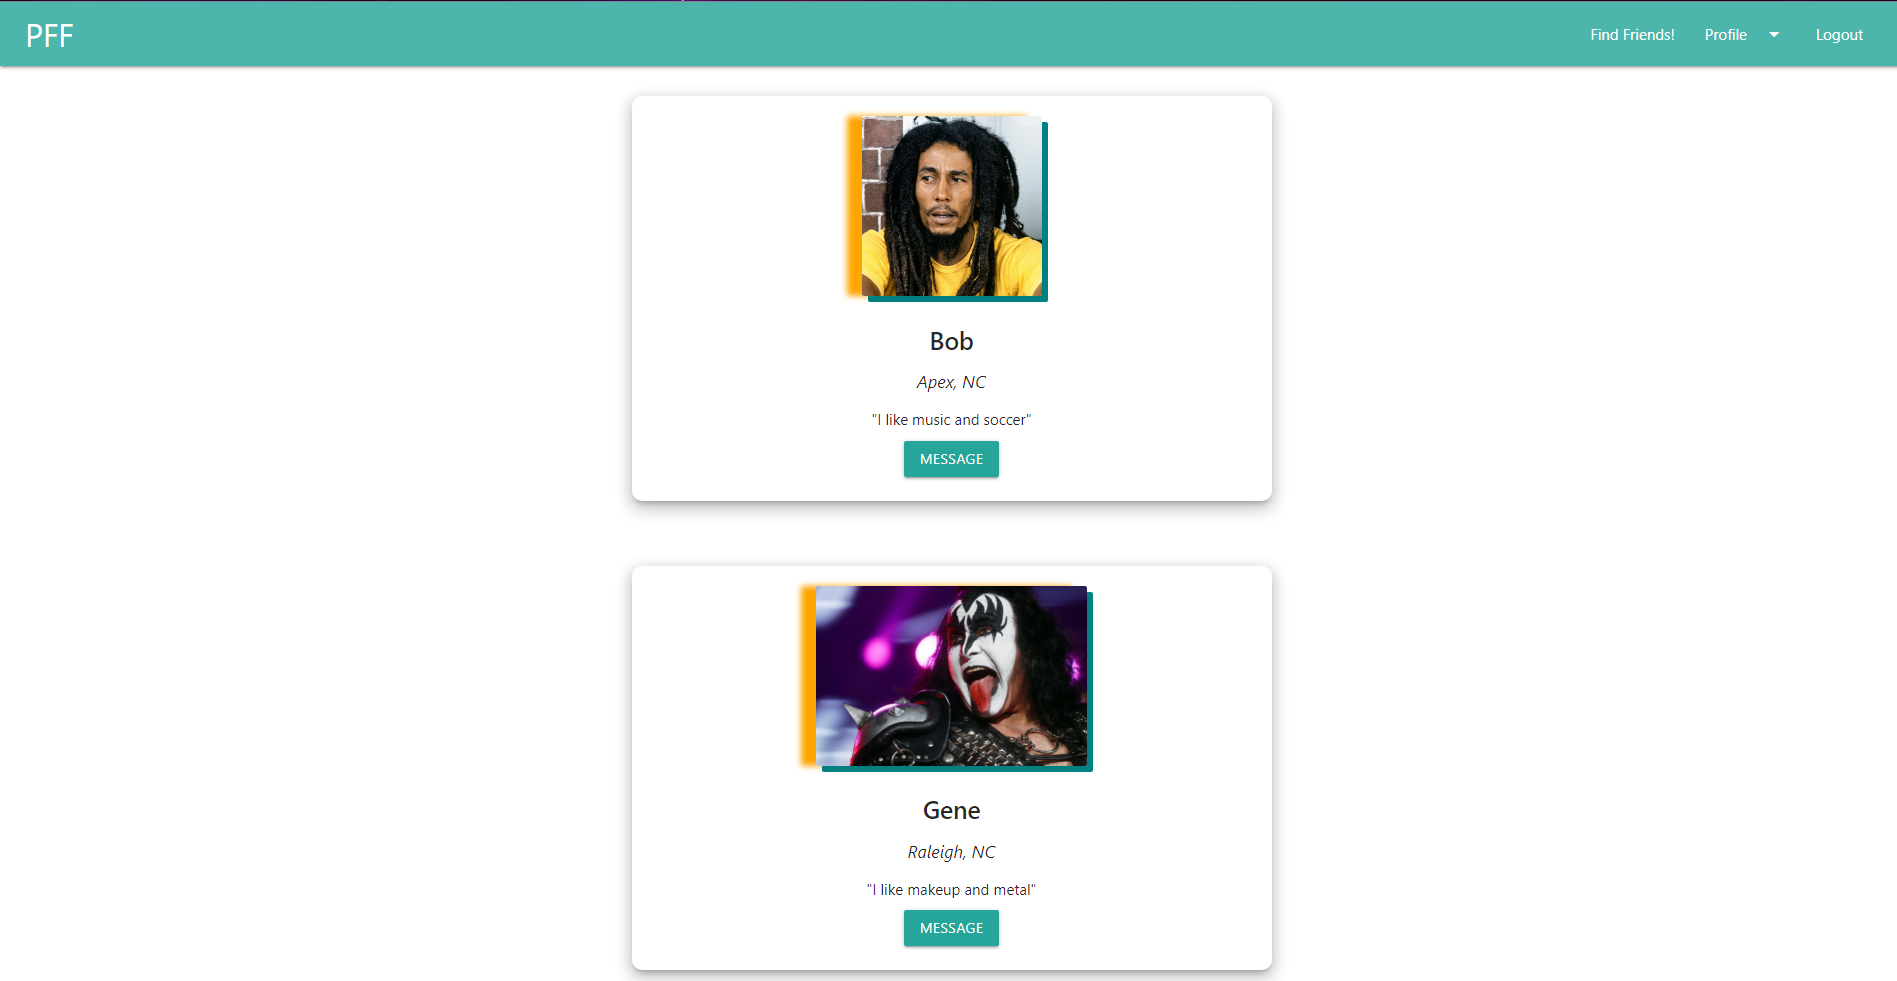 PFF
Find Friends!
Profile
Logout
Bob
Apex, NC
"I like music and soccer"
MESSAGE
Gene
Raleigh, NC
"I like makeup and metal"
MESSAGE